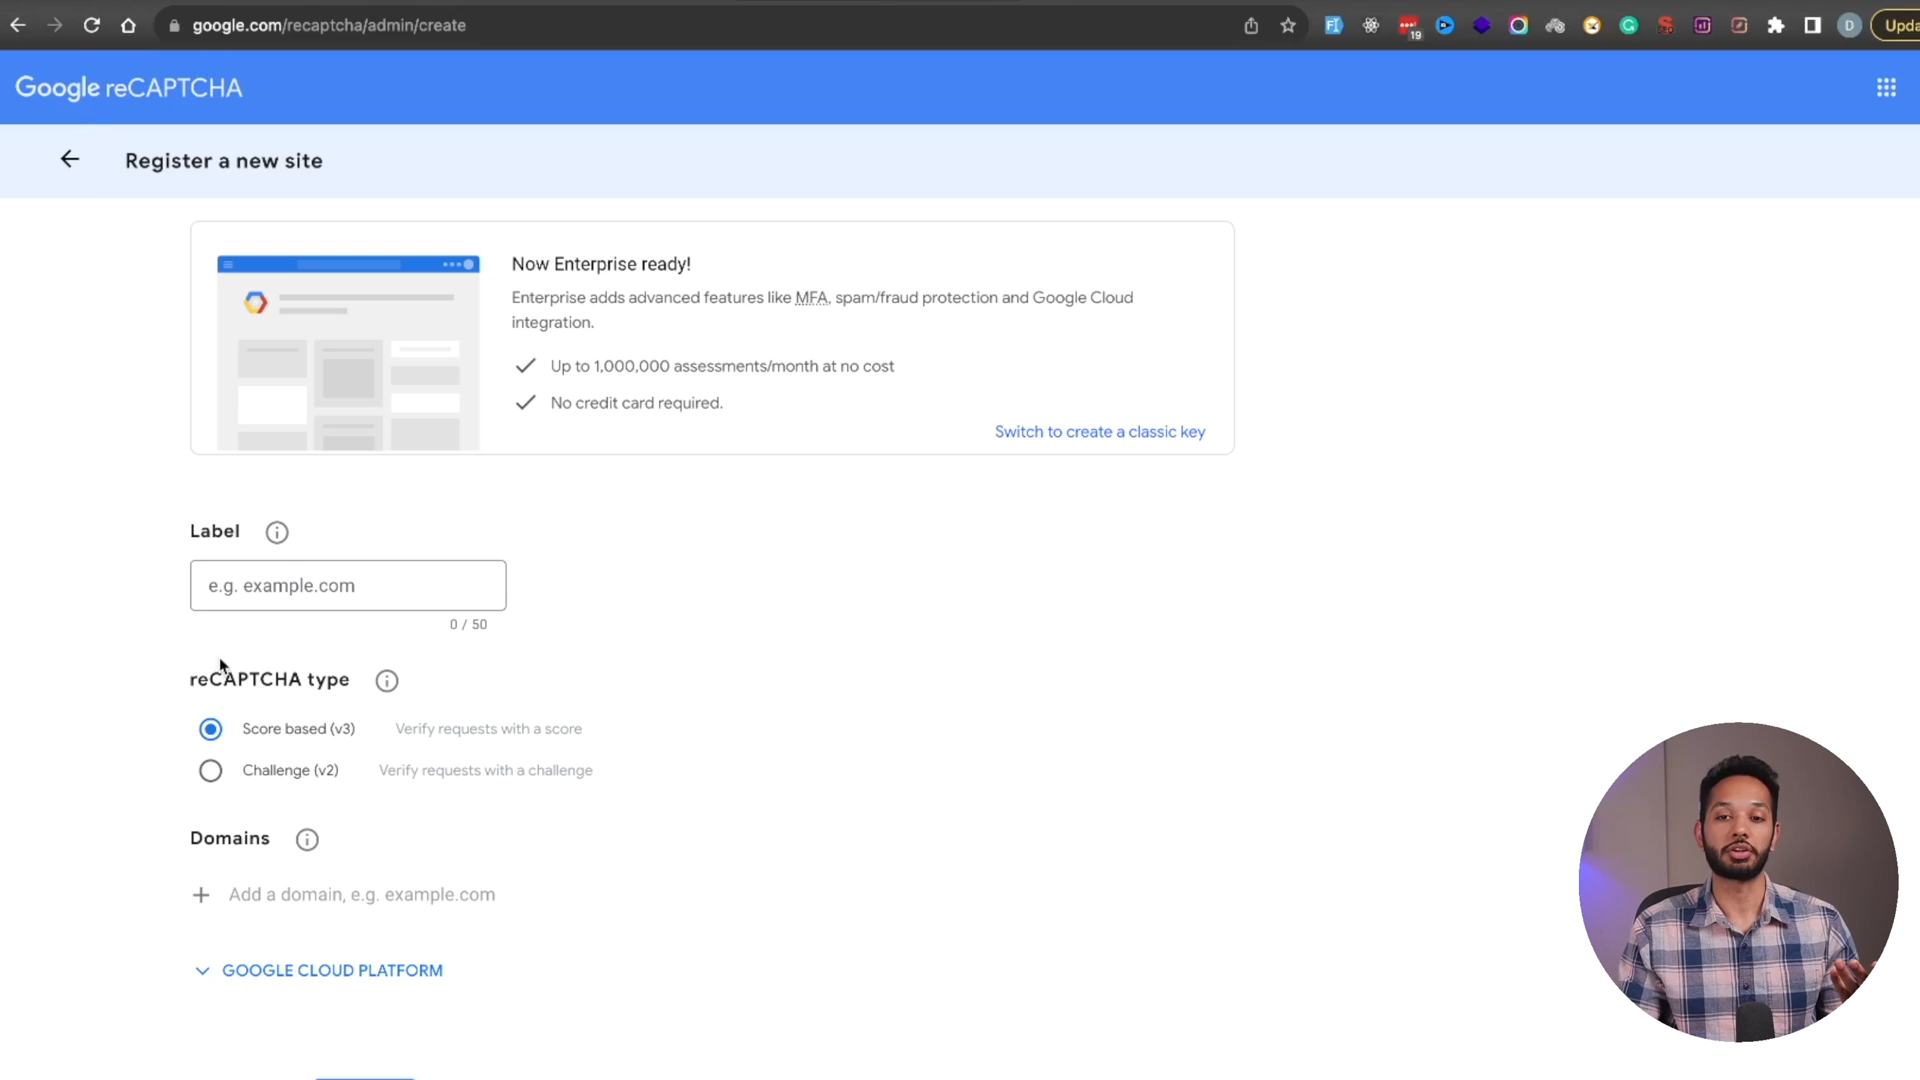 google.com/recaptcha/admin/create
19
D
Upda
Google reCAPTCHA
Register a new site
Now Enterprise ready!
Enterprise adds advanced features like MFA, spam/fraud protection and Google Cloud
integration.
Up to 1,000,000 assessments/month at no cost
No credit card required.
Switch to create a classic key
Label
e.g. example.com
0 / 50
reCAPTCHA type
Score based (v3) Verify requests with a score
Challenge (v2) Verify requests with a challenge
Domains
Add a domain, e.g. example.com
GOOGLE CLOUD PLATFORM